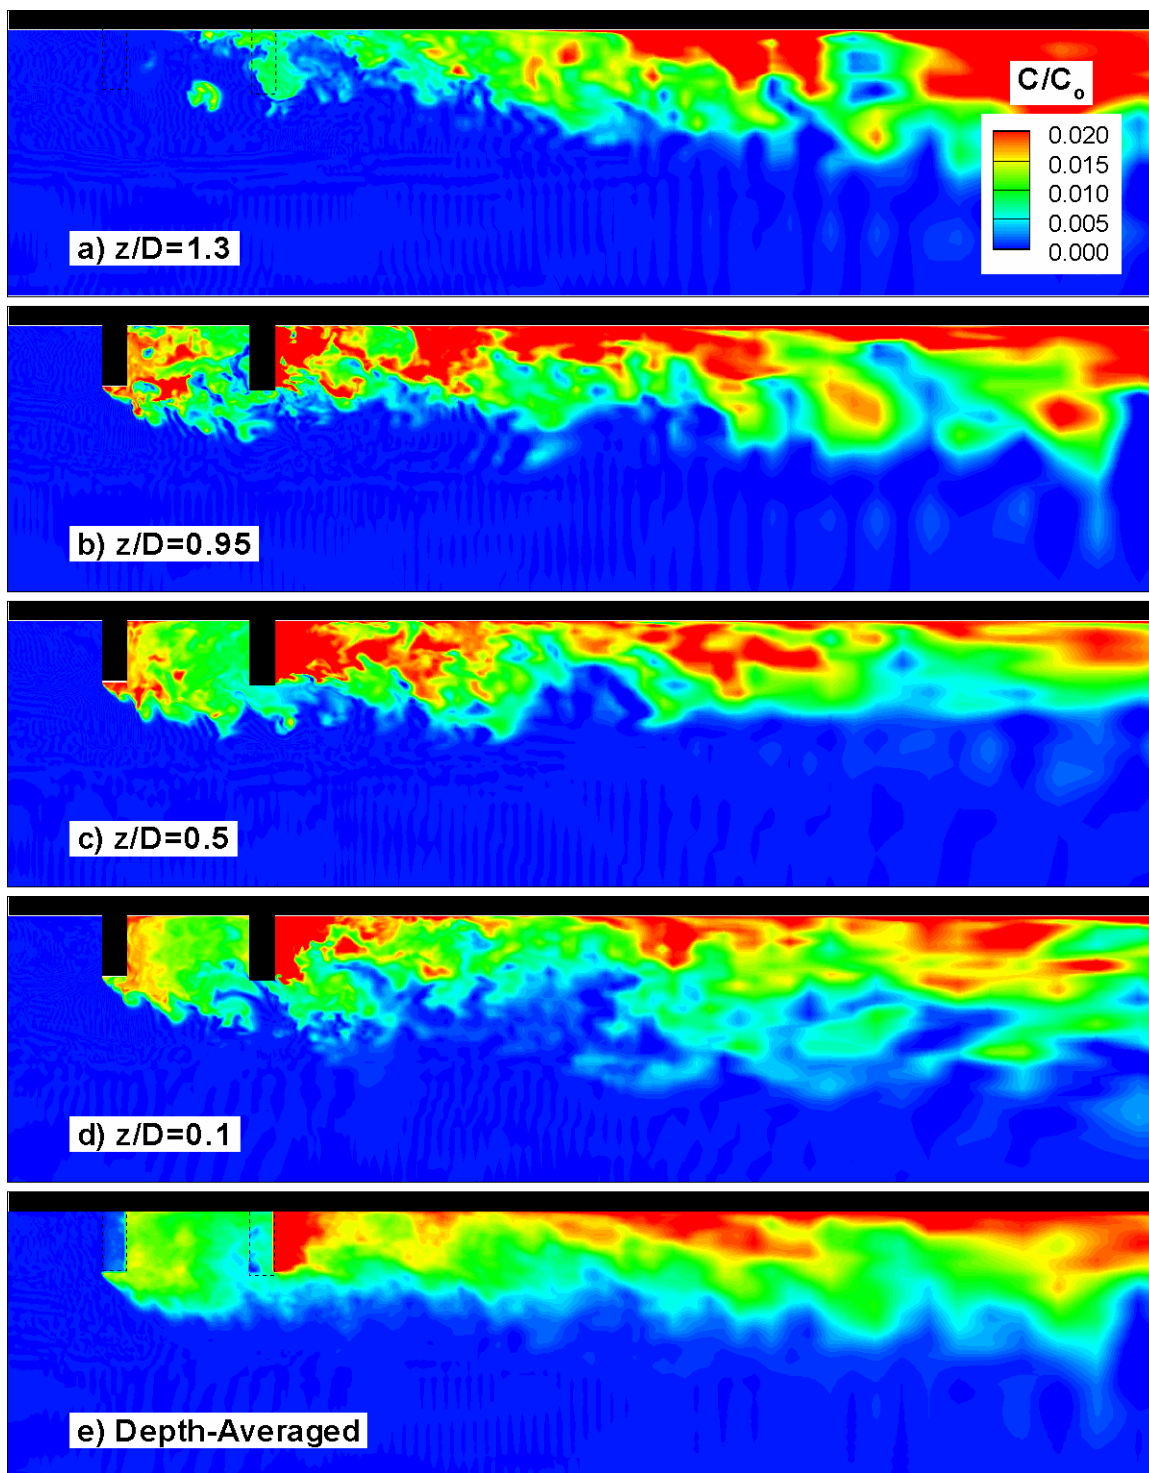 C/Co
0.020
0.015
0.010
0.005
0.000
a) z/D=1.3
b) z/D=0.95
c) z/D=0.5
d) z/D=0.1
e) Depth-Averaged